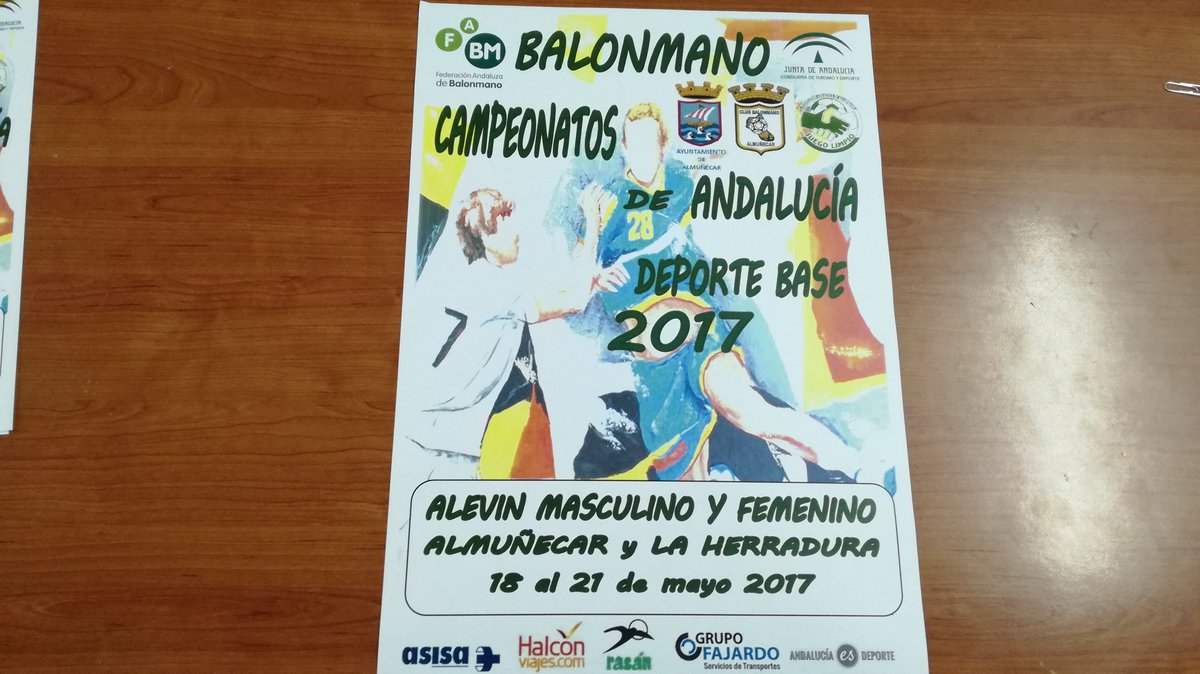 FABM
Federación Andaluza
de Balonmano
BALONMANO
JUNTA DE ANDALUCIA
CONSEJERÍA DE TURISMO Y DEPORTE
CAMPEONATOS
AYUNTAMIENTO
DE
ALMUÑÉCAR
CLUB BALONMANO
ALMUÑECAR
JUEGO LIMPIO
DE ANDALUCÍA
28
DEPORTE BASE
2017
7
ALEVIN MASCULINO Y FEMENINO
ALMUÑECAR y LA HERRADURA
18 al 21 de mayo 2017
asisa
Halcón
viajes.com
rasán
GRUPO
FAJARDO
Servicios de Transportes
ANDALUCÍA es DEPORTE